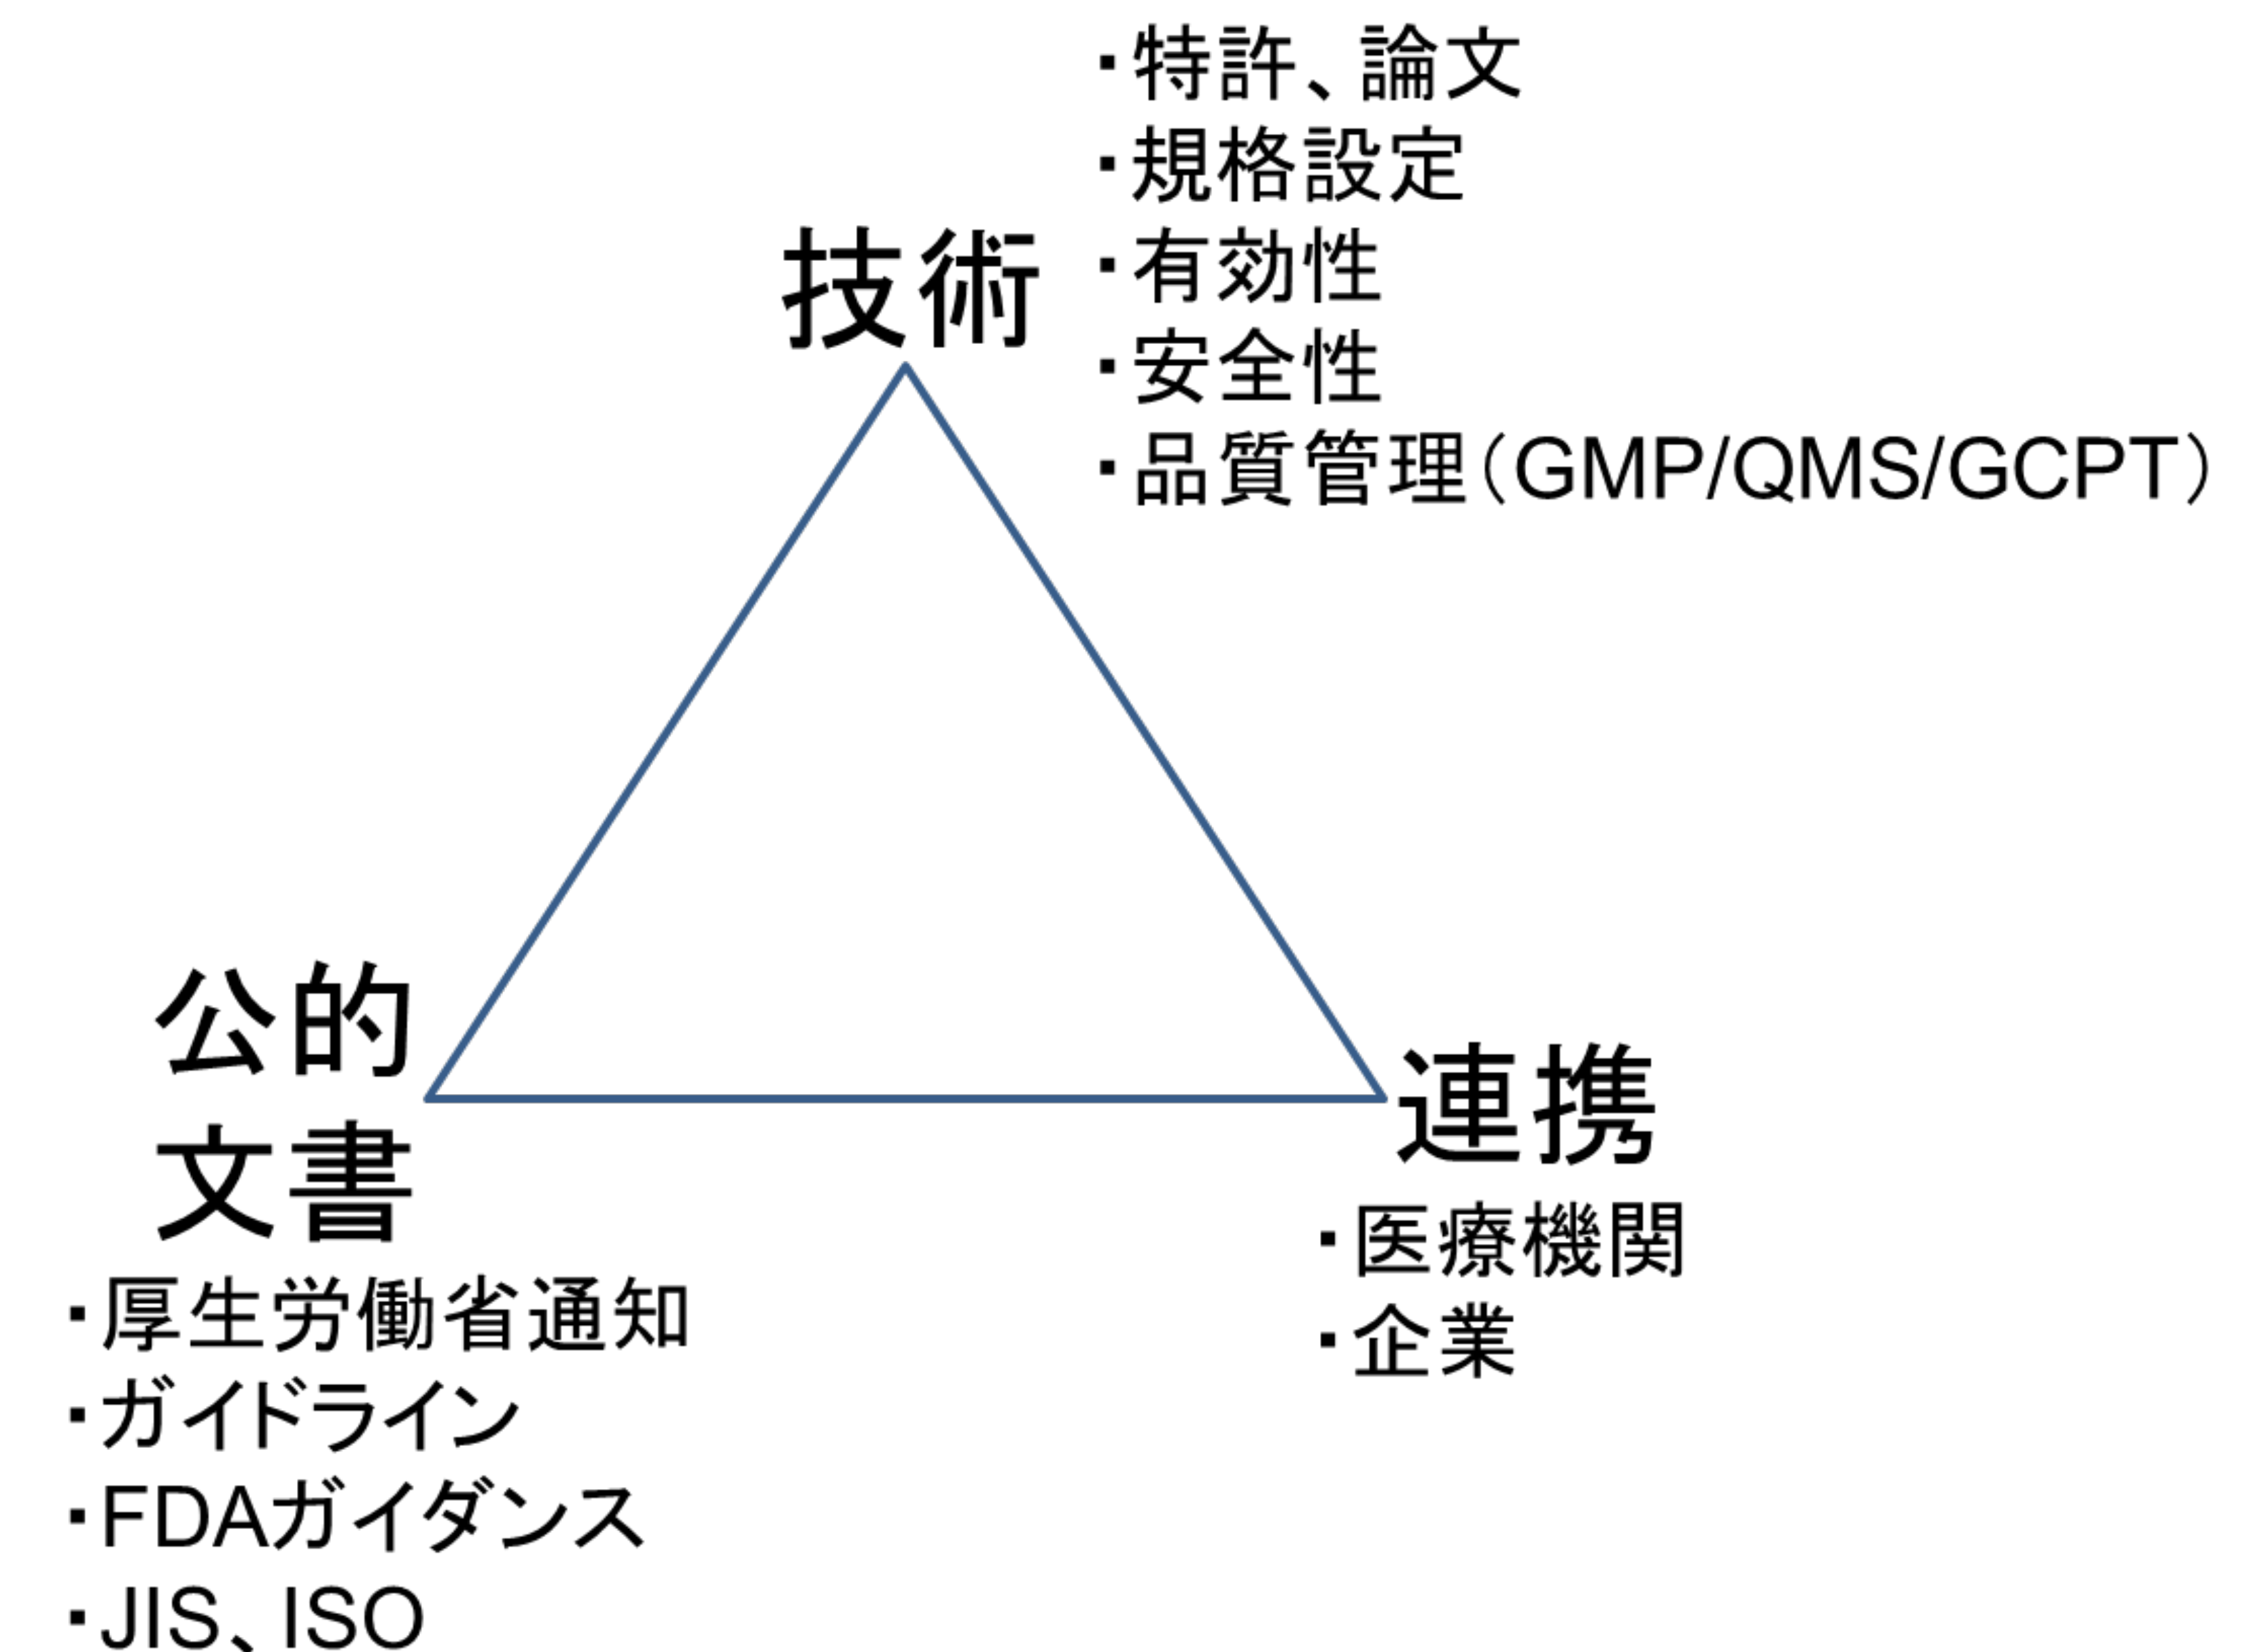 ・特許、論文
・規格設定
技術
・有効性
・安全性
・品質管理（GMP/QMS/GCPT）
公的
文書
連携
・医療機関
・企業
・厚生労働省通知
・ガイドライン
・FDAガイダンス
・JIS、ISO